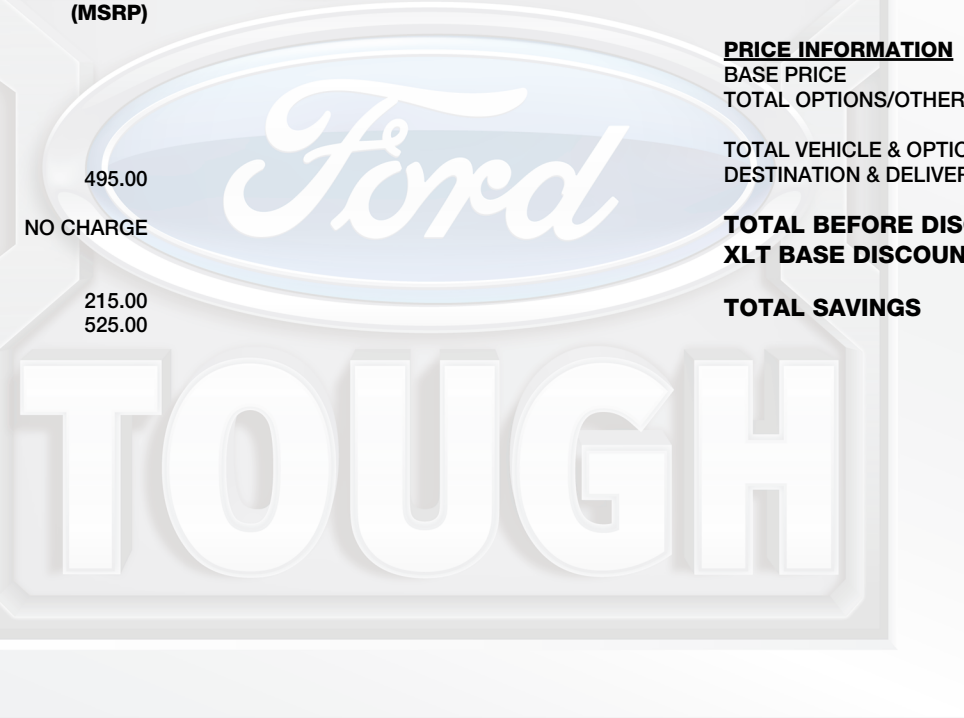 (MSRP)
495.00
NO CHARGE
215.00
525.00
PRICE INFORMATION
BASE PRICE
TOTAL OPTIONS/OTHER
TOTAL VEHICLE & OPTIO
DESTINATION & DELIVER
TOTAL BEFORE DIS
XLT BASE DISCOUN
TOTAL SAVINGS
Ford
TOUGH